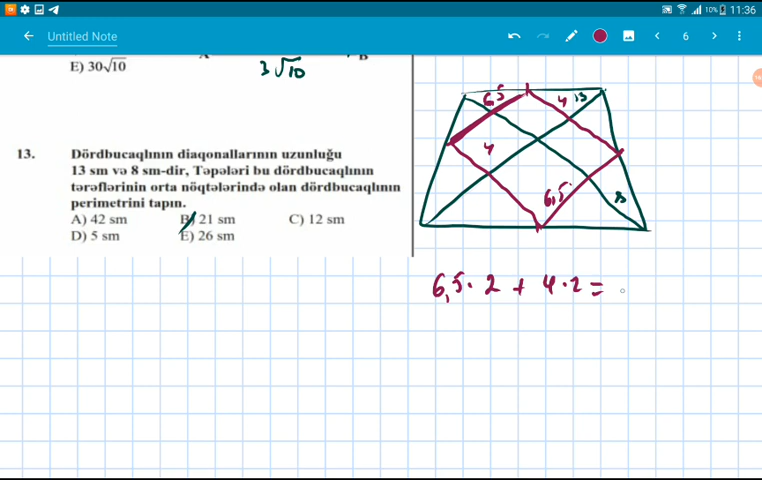 10% 11:36
Untitled Note
6
E) 30√10
3√10
B
13. Dördbucaqlının diaqonallarının uzunluğu
13 sm və 8 sm-dir, Təpələri bu dördbucaqlının
tərəflərinin orta nöqtələrində olan dördbucaqlının
perimetrini tapın.
A) 42 sm B) 21 sm C) 12 sm
D) 5 sm E) 26 sm
6,5 4 13
4
6,5 8
6,5 · 2 + 4 · 2 =